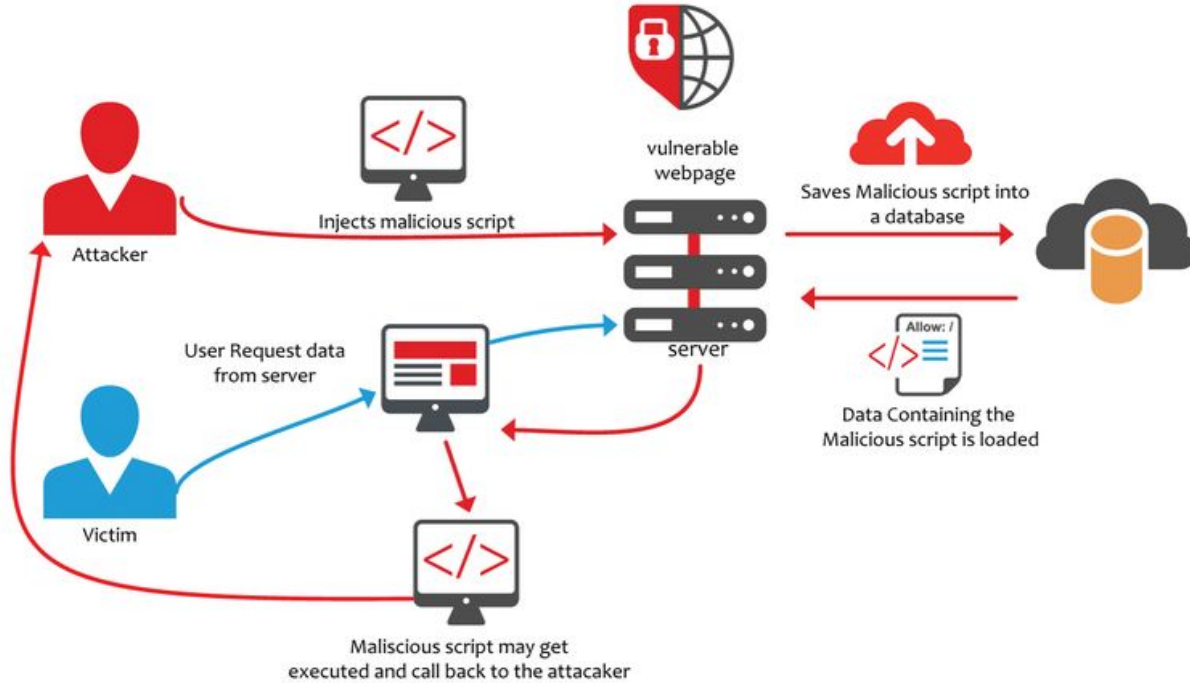 vulnerable
webpage
Injects malicious script
Saves Malicious script into
a database
Attacker
server
Allow: /
User Request data
from server
Data Containing the
Malicious script is loaded
Victim
Maliscious script may get
executed and call back to the attacaker